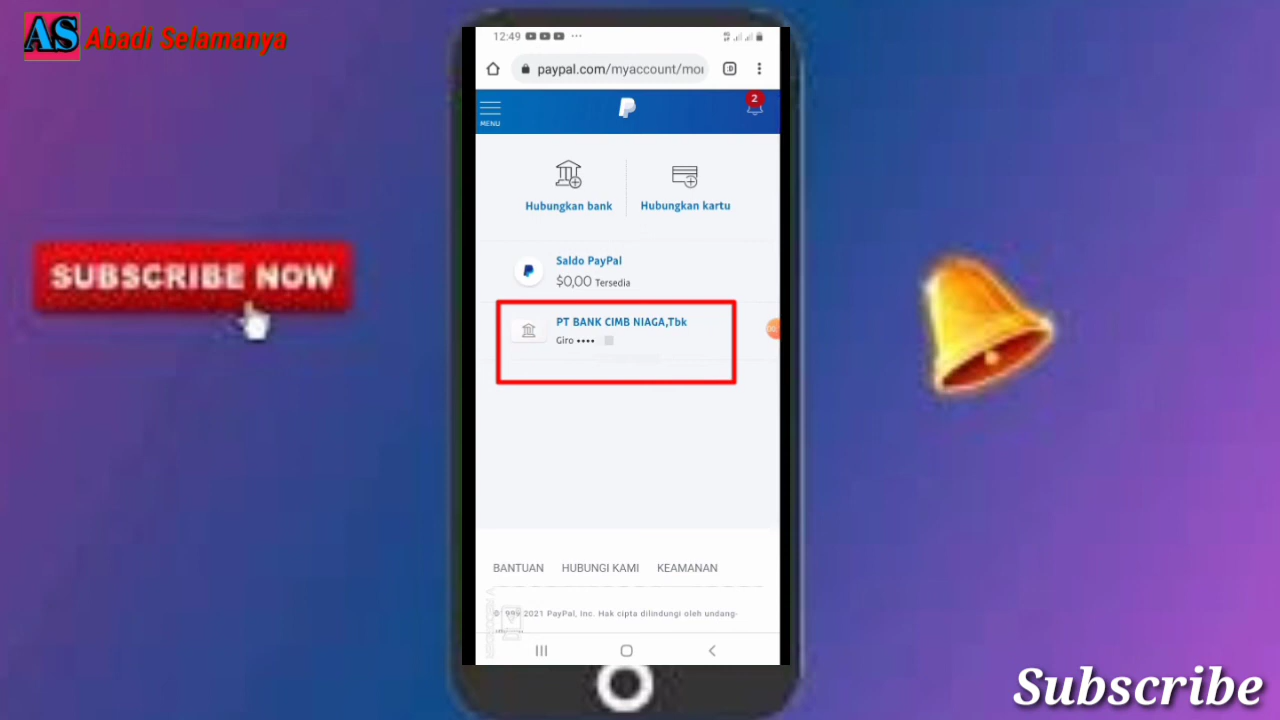 AS Abadi Selamanya
12:49
paypal.com/myaccount/mo
2
MENU
Hubungkan bank
Hubungkan kartu
Saldo PayPal
$0,00 Tersedia
PT BANK CIMB NIAGA,Tbk
Giro ••••
SUBSCRIBE NOW
BANTUAN HUBUNGI KAMI KEAMANAN
2021 PayPal, Inc. Hak cipta dilindungi oleh undang-
Subscribe